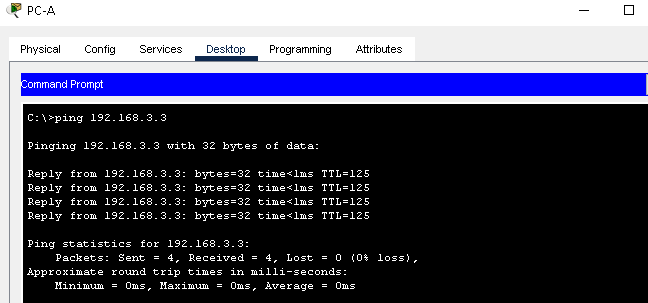 PC-A
Physical Config Services Desktop Programming Attributes
Command Prompt
C:\>ping 192.168.3.3
Pinging 192.168.3.3 with 32 bytes of data:
Reply from 192.168.3.3: bytes=32 time<1ms TTL=125
Reply from 192.168.3.3: bytes=32 time<1ms TTL=125
Reply from 192.168.3.3: bytes=32 time<1ms TTL=125
Reply from 192.168.3.3: bytes=32 time<1ms TTL=125
Ping statistics for 192.168.3.3:
Packets: Sent = 4, Received = 4, Lost = 0 (0% loss),
Approximate round trip times in milli-seconds:
Minimum = 0ms, Maximum = 0ms, Average = 0ms